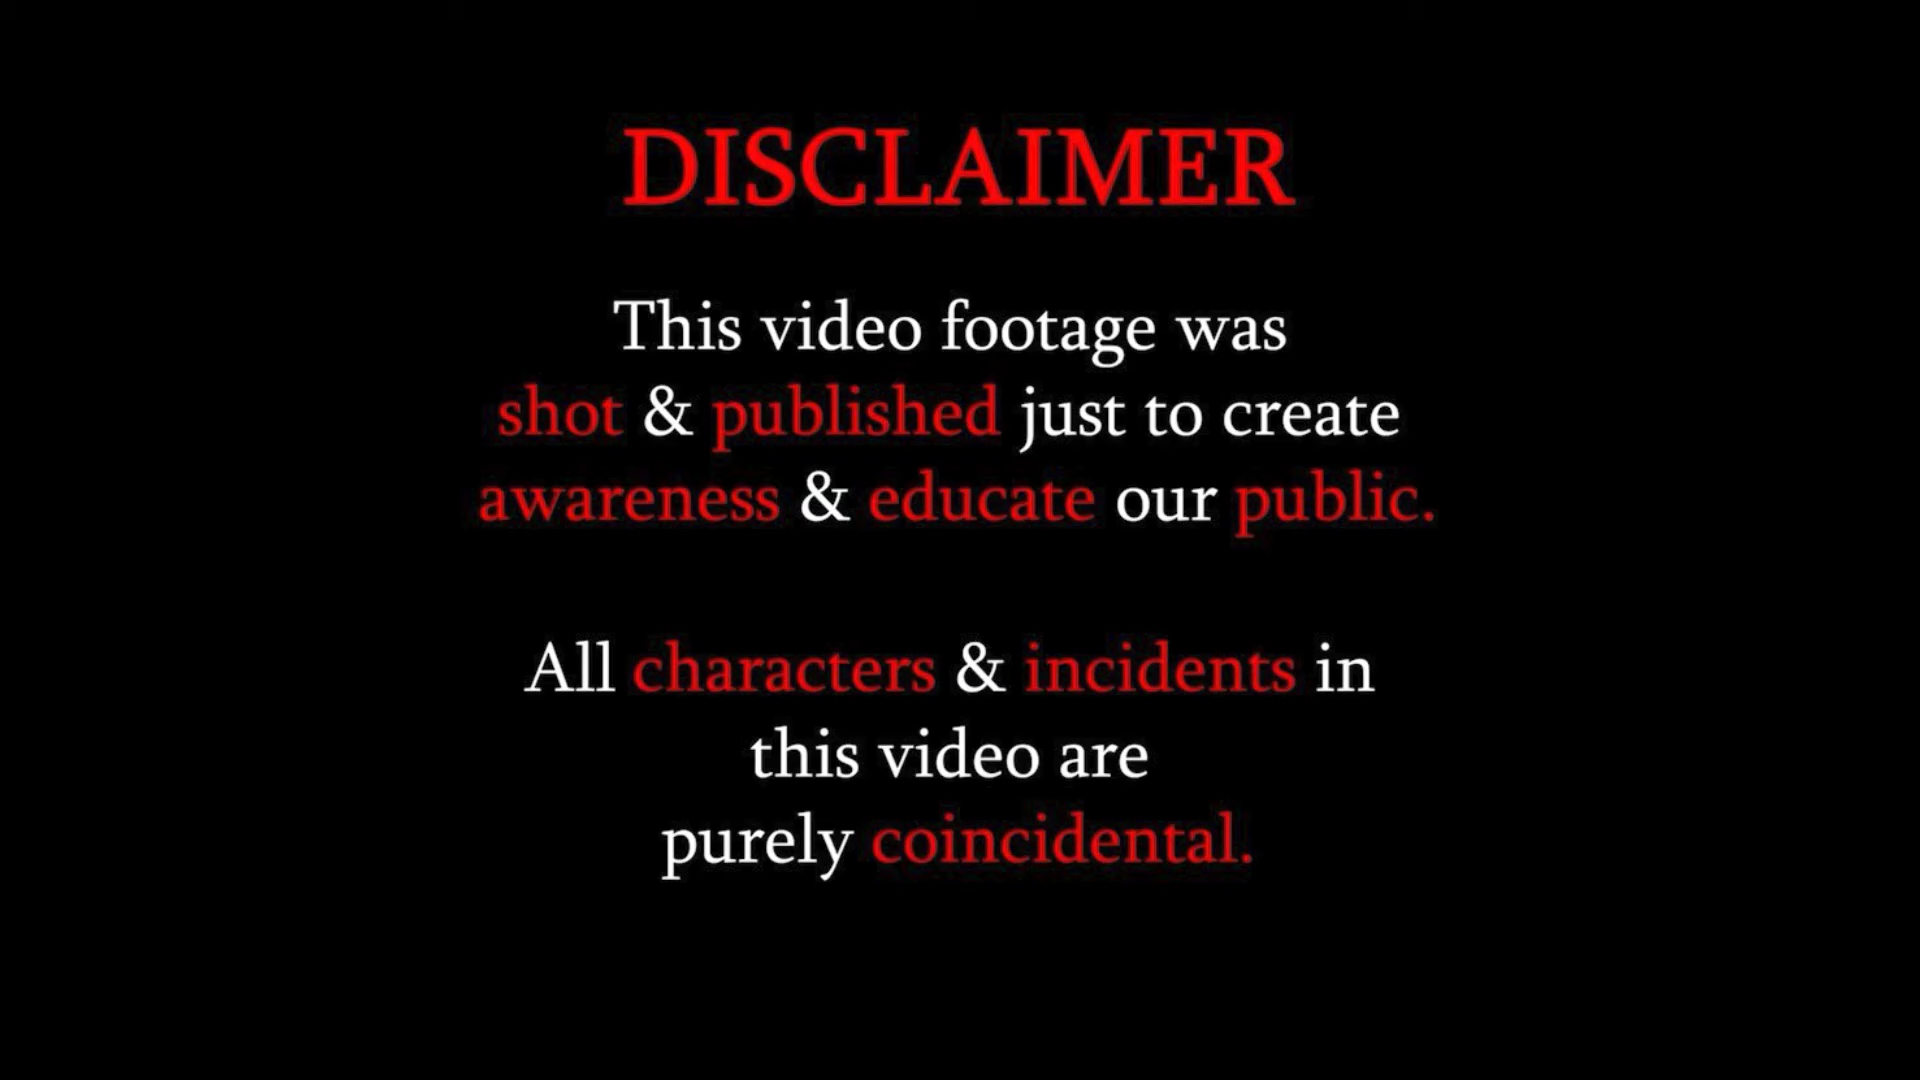 DISCLAIMER
This video footage was
shot & published just to create
awareness & educate our public.
All characters & incidents in
this video are
purely coincidental.